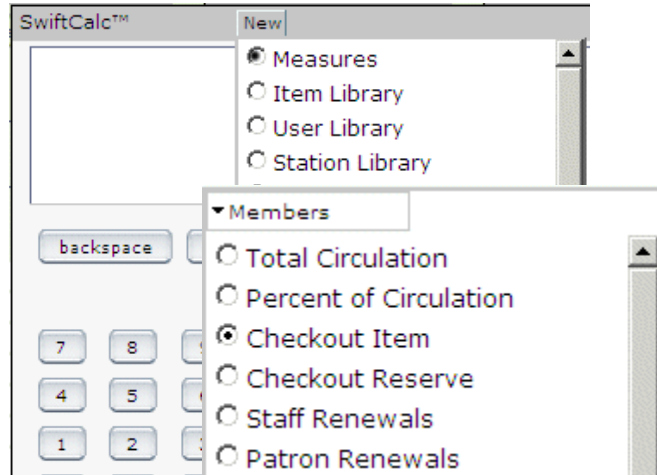 SwiftCalc™ New
Measures
Item Library
User Library
Station Library
Members
backspace
Total Circulation
Percent of Circulation
Checkout Item
Checkout Reserve
Staff Renewals
Patron Renewals
7 8
4 5
1 2